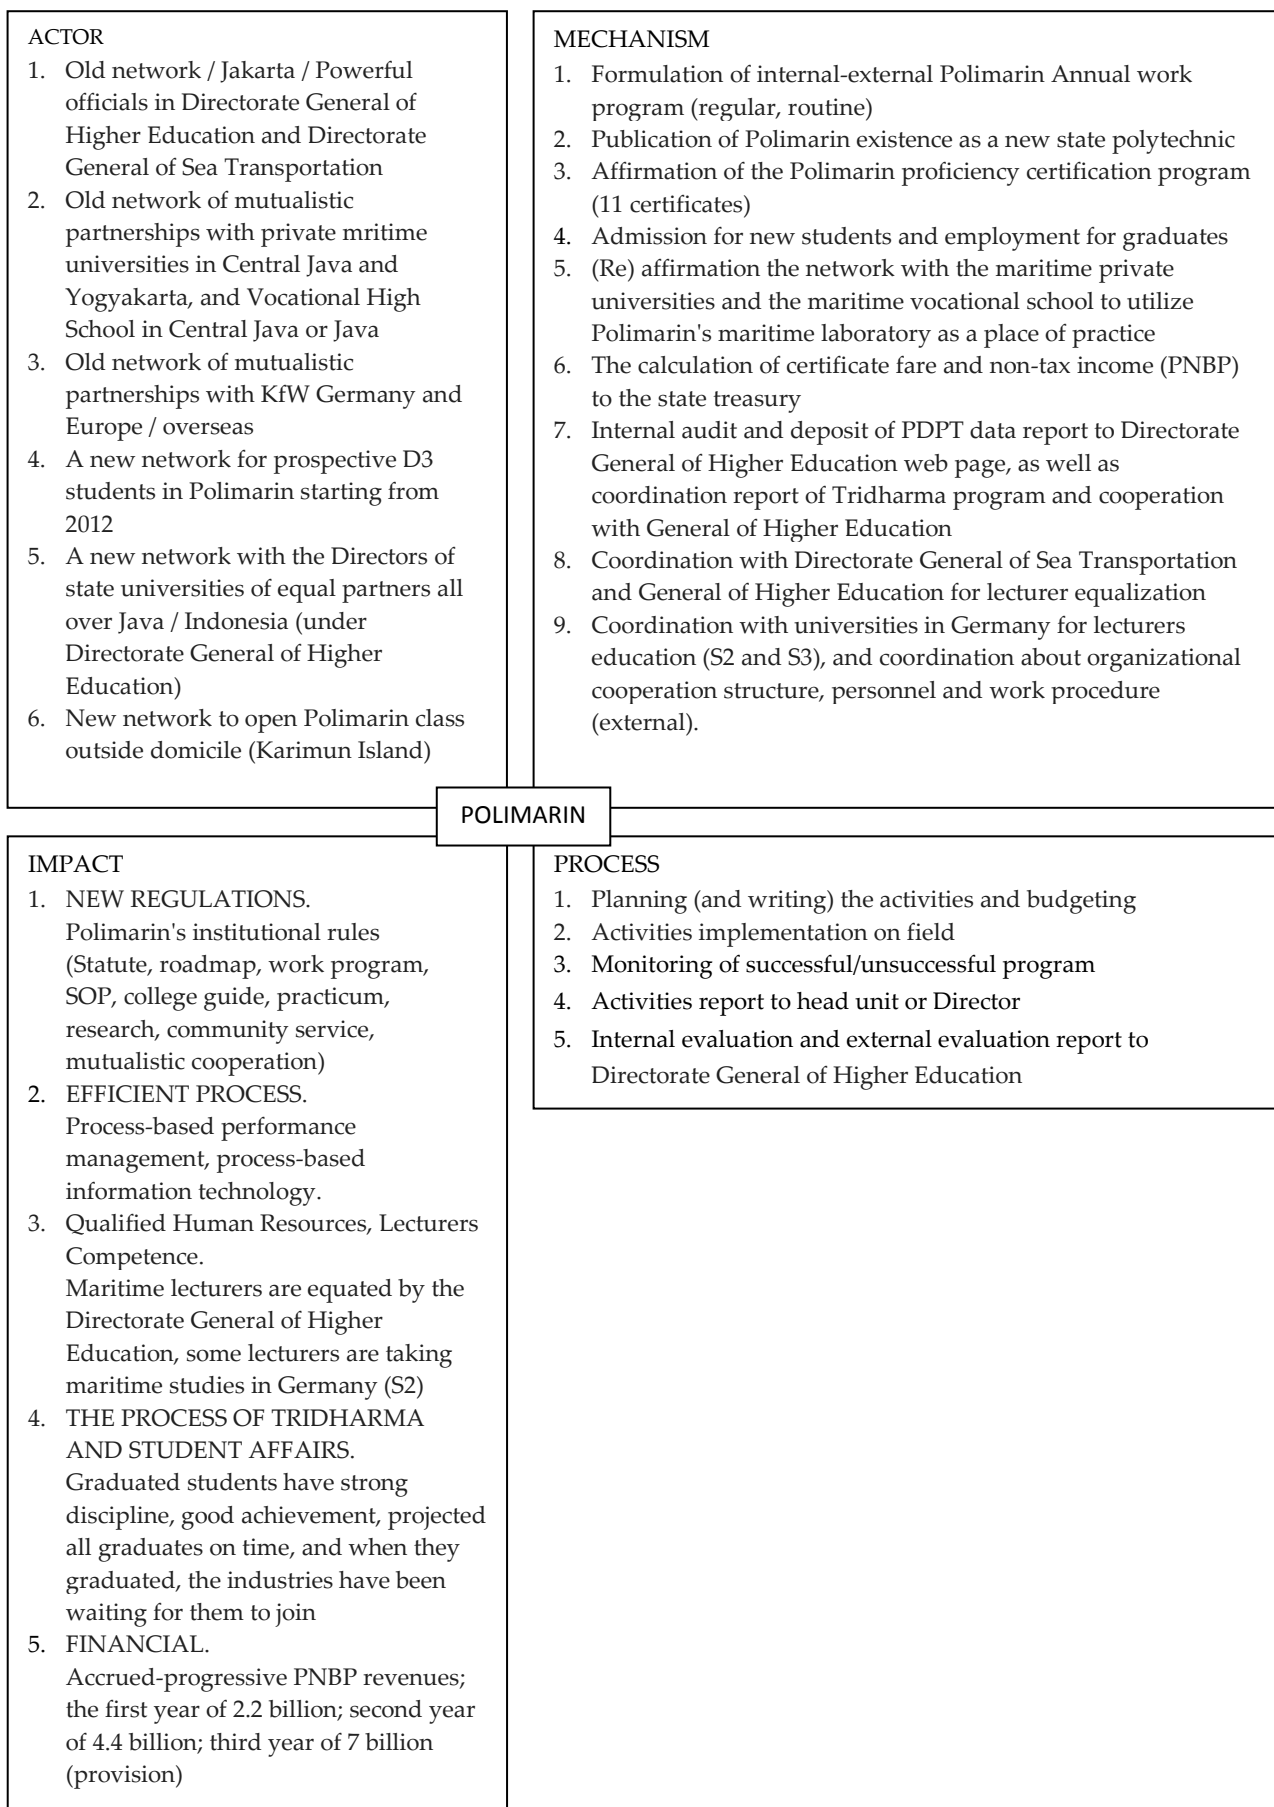 ACTOR
1. Old network / Jakarta / Powerful
officials in Directorate General of
Higher Education and Directorate
General of Sea Transportation
2. Old network of mutualistic
partnerships with private mritime
universities in Central Java and
Yogyakarta, and Vocational High
School in Central Java or Java
3. Old network of mutualistic
partnerships with KfW Germany and
Europe / overseas
4. A new network for prospective D3
students in Polimarin starting from
2012
5. A new network with the Directors of
state universities of equal partners all
over Java / Indonesia (under
Directorate General of Higher
Education)
6. New network to open Polimarin class
outside domicile (Karimun Island)
MECHANISM
1. Formulation of internal-external Polimarin Annual work
program (regular, routine)
2. Publication of Polimarin existence as a new state polytechnic
3. Affirmation of the Polimarin proficiency certification program
(11 certificates)
4. Admission for new students and employment for graduates
5. (Re) affirmation the network with the maritime private
universities and the maritime vocational school to utilize
Polimarin's maritime laboratory as a place of practice
6. The calculation of certificate fare and non-tax income (PNBP)
to the state treasury
7. Internal audit and deposit of PDPT data report to Directorate
General of Higher Education web page, as well as
coordination report of Tridharma program and cooperation
with General of Higher Education
8. Coordination with Directorate General of Sea Transportation
and General of Higher Education for lecturer equalization
9. Coordination with universities in Germany for lecturers
education (S2 and S3), and coordination about organizational
cooperation structure, personnel and work procedure
(external).
POLIMARIN
IMPACT
1. NEW REGULATIONS.
Polimarin's institutional rules
(Statute, roadmap, work program,
SOP, college guide, practicum,
research, community service,
mutualistic cooperation)
2. EFFICIENT PROCESS.
Process-based performance
management, process-based
information technology.
3. Qualified Human Resources, Lecturers
Competence.
Maritime lecturers are equated by the
Directorate General of Higher
Education, some lecturers are taking
maritime studies in Germany (S2)
4. THE PROCESS OF TRIDHARMA
AND STUDENT AFFAIRS.
Graduated students have strong
discipline, good achievement, projected
all graduates on time, and when they
graduated, the industries have been
waiting for them to join
5. FINANCIAL.
Accrued-progressive PNBP revenues;
the first year of 2.2 billion; second year
of 4.4 billion; third year of 7 billion
(provision)
PROCESS
1. Planning (and writing) the activities and budgeting
2. Activities implementation on field
3. Monitoring of successful/unsuccessful program
4. Activities report to head unit or Director
5. Internal evaluation and external evaluation report to
Directorate General of Higher Education